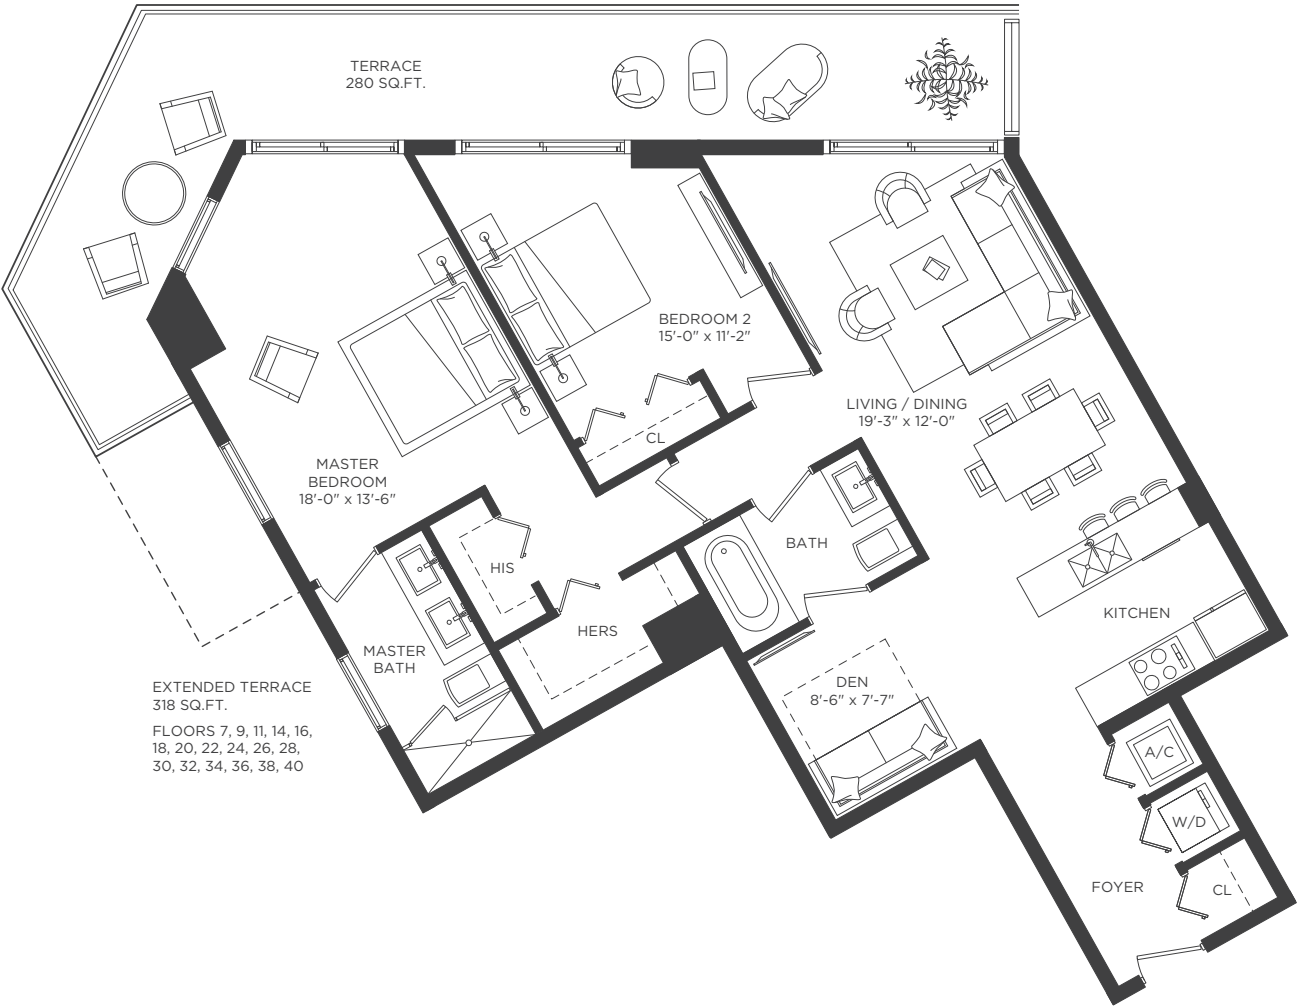 TERRACE
280 SQ.FT.
BEDROOM 2
15'-0" x 11'-2"
LIVING / DINING
19'-3" x 12'-0"
CL
MASTER
BEDROOM
18'-0" x 13'-6"
BATH
HIS
HERS
KITCHEN
MASTER
BATH
DEN
8'-6" x 7'-7"
EXTENDED TERRACE
318 SQ.FT.
FLOORS 7, 9, 11, 14, 16,
18, 20, 22, 24, 26, 28,
30, 32, 34, 36, 38, 40
A/C
W/D
FOYER
CL